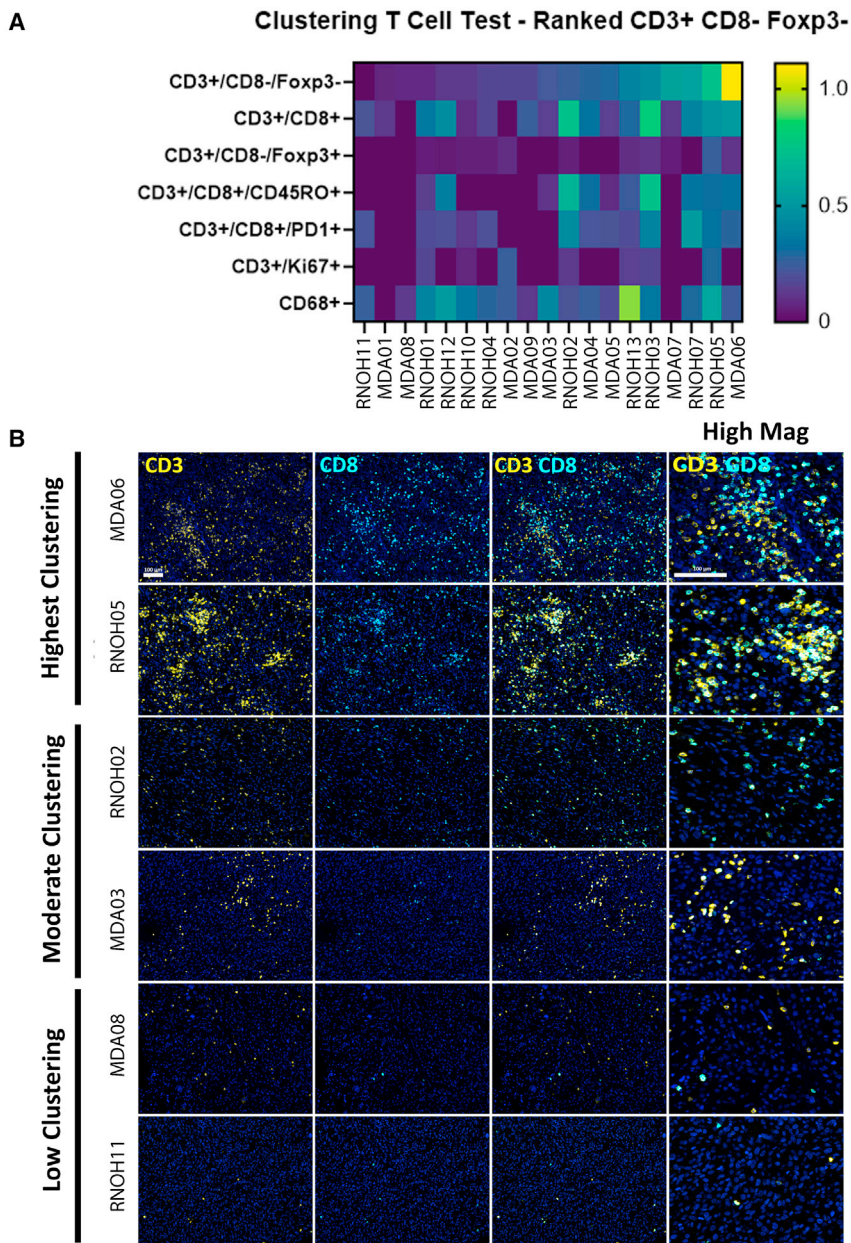 A
Clustering T Cell Test - Ranked CD3+ CD8- Foxp3-
CD3+/CD8-/Foxp3-
CD3+/CD8+
CD3+/CD8-/Foxp3+
CD3+/CD8+/CD45RO+
CD3+/CD8+/PD1+
CD3+/Ki67+
CD68+
1.0
0.5
0
RNOH11
MDA01
MDA08
RNOH01
RNOH12
RNOH10
RNOH04
MDA02
MDA09
MDA03
RNOH02
MDA04
MDA05
RNOH13
RNOH03
MDA07
RNOH07
RNOH05
MDA06
B
High Mag
CD3
CD8
CD3 CD8
CD3 CD8
Highest Clustering
MDA06
100 µm
RNOH05
Moderate Clustering
RNOH02
MDA03
Low Clustering
MDA08
RNOH11